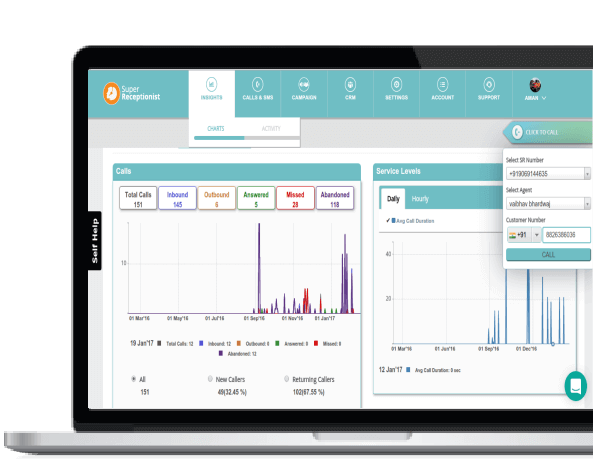 Super
Receptionist
INSIGHTS
CALLS & SMS
CAMPAIGN
CRM
SETTINGS
ACCOUNT
SUPPORT
AMAN
CHARTS
ACTIVITY
CLICK TO CALL
Calls
Total Calls
151
Inbound
145
Outbound
6
Answered
5
Missed
28
Abandoned
118
10
01 Mar'16 01 May'16 01 Jul'16 01 Sep'16 01 Nov'16 01 Jan'17
19 Jan'17 Total Calls: 12 Inbound: 12 Outbound: 0 Answered: 0 Missed: 0
Abandoned: 12
All
151
New Callers
49(32.45 %)
Returning Callers
102(67.55 %)
Service Levels
Daily Hourly
Avg Call Duration
40
20
01 Mar'16 01 Jun'16 01 Sep'16 01 Dec'16
12 Jan'17 Avg Call Duration: 0 sec
Select SR Number
+919069144635
Select Agent
vaibhav bhardwaj
Customer Number
+91 8826386036
CALL
Self Help